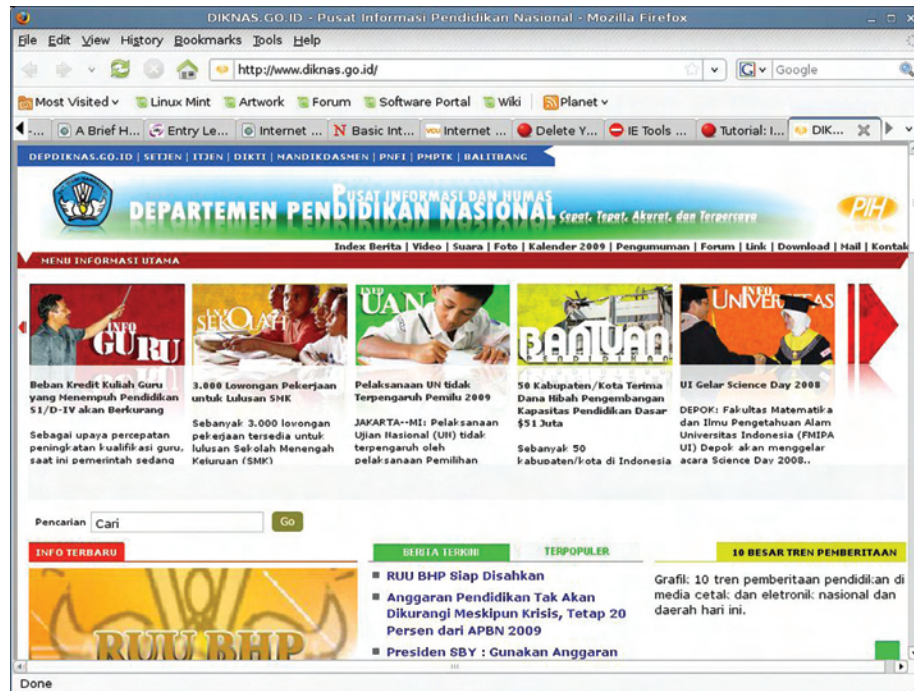 DIKNAS.GO.ID - Pusat Informasi Pendidikan Nasional - Mozilla Firefox
File Edit View History Bookmarks Tools Help
http://www.diknas.go.id/
Google
Most Visited Linux Mint Artwork Forum Software Portal Wiki Planet
-... A Brief H... Entry Le... Internet ... Basic Int... Internet ... Delete Y... IE Tools ... Tutorial: I... DIK...
DEPDIKNAS.GO.ID | SETJEN | ITJEN | DIKTI | MANDIKDASMEN | PNFI | PMPTK | BALITBANG
PUSAT INFORMASI DAN HUMAS
DEPARTEMEN PENDIDIKAN NASIONAL Cepat, Tepat, Akurat, dan Terpercaya
PIH
Index Berita | Video | Suara | Foto | Kalender 2009 | Pengumuman | Forum | Link | Download | Mail | Kontak
MENU INFORMASI UTAMA
INFO GURU
INFO SEKOLAH
INFO UAN
BANTUAN PENDIDIKAN
INFO UNIVERSITAS
Beban Kredit Kuliah Guru
yang Menempuh Pendidikan
S1/D-IV akan Berkurang
Sebagai upaya percepatan
peningkatan kualifikasi guru,
saat ini pemerintah sedang
3.000 Lowongan Pekerjaan
untuk Lulusan SMK
Sebanyak 3.000 lovongan
pekerjaan tersedia untuk
lulusan Sekolah Menengah
Kejuruan (SMK)
Pelaksanaan UN tidak
Terpengaruh Pemilu 2009
JAKARTA--MI: Pelaksanaan
Ujian Nasional (UN) tidak
terpengaruh oleh
pelaksanaan Pemilihan
50 Kabupaten/Kota Terima
Dana Hibah Pengembangan
Kapasitas Pendidikan Dasar
$51 Juta
Sebanyak 50
kabupaten/kota di Indonesia
UI Gelar Science Day 2008
DEPOK: Fakultas Matematika
dan Ilmu Pengetahuan Alam
Universitas Indonesia (FMIPA
UI) Depok akan menggelar
acara Science Day 2008..
Pencarian Cari Go
INFO TERBARU
RUU BHP
BERITA TERKINI TERPOPULER
RUU BHP Siap Disahkan
Anggaran Pendidikan Tak Akan
Dikurangi Meskipun Krisis, Tetap 20
Persen dari APBN 2009
Presiden SBY : Gunakan Anggaran
10 BESAR TREN PEMBERITAAN
Grafik 10 tren pemberitaan pendidikan di
media cetak dan eletronik nasional dan
daerah hari ini.
Done